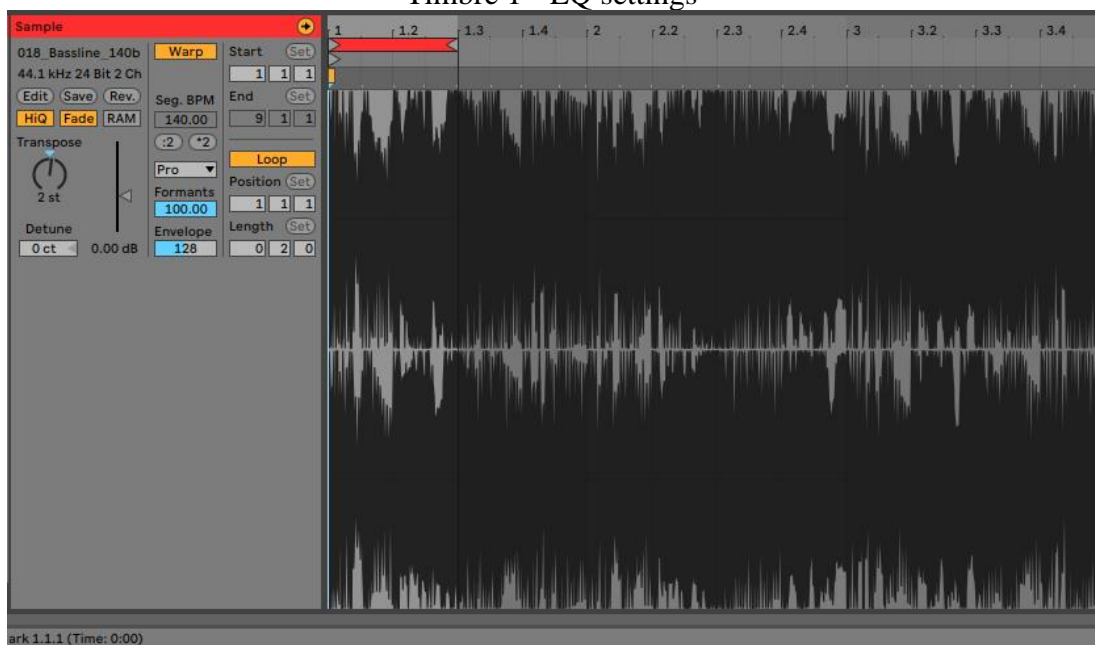 Timbre 1 - EQ settings
Sample
018_Bassline_140b
44.1 kHz 24 Bit 2 Ch
Edit Save Rev.
HiQ Fade RAM
Transpose
2 st
Detune
0 ct 0.00 dB
Warp
Seg. BPM
140.00
:2 *2
Pro
Formants
100.00
Envelope
128
Start Set
1 1 1
End Set
9 1 1
Loop
Position Set
1 1 1
Length Set
0 2 0
1 1.2 1.3 1.4 2 2.2 2.3 2.4 3 3.2 3.3 3.4
ark 1.1.1 (Time: 0:00)